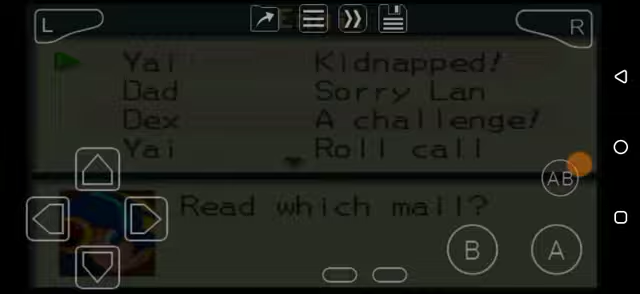 L
R
Yai Kidnapped!
Dad Sorry Lan
Dex A challenge!
Yai Roll call
Read which mail?
AB
B
A